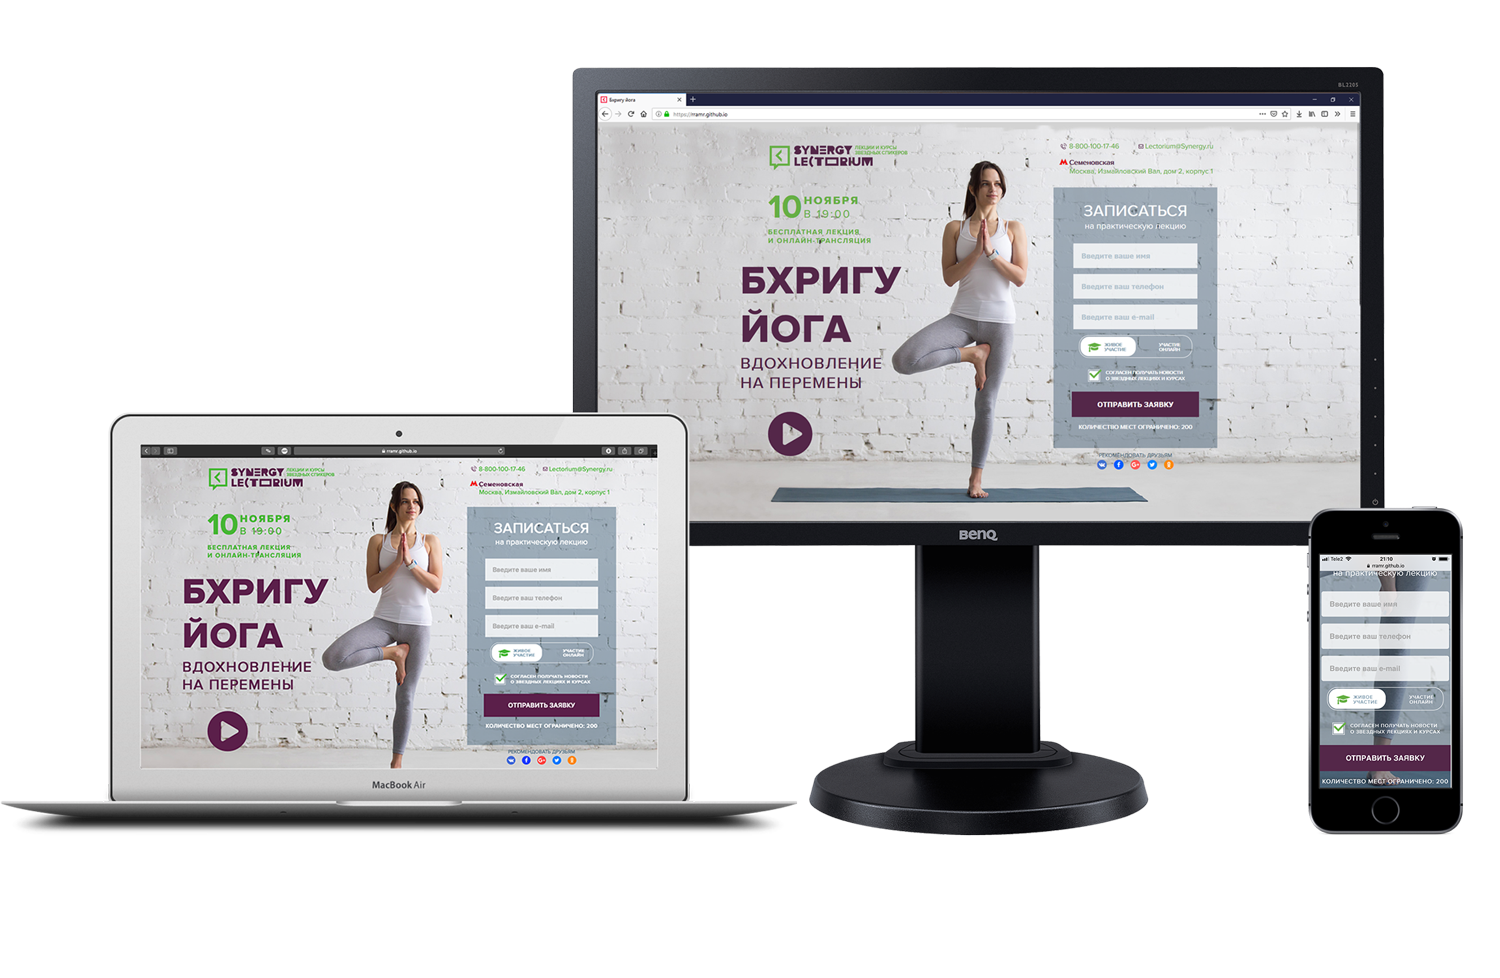 BL2205
Бхригу Йога
https://rramr.github.io
SYNERGY
LECTORIUM
ЛЕКЦИИ И КУРСЫ
ЗВЕЗДНЫХ СПИКЕРОВ
8-800-100-17-46
Lectorium@Synergy.ru
Семеновская
Москва, Измайловский Вал, дом 2, корпус 1
10 НОЯБРЯ
В 19:00
БЕСПЛАТНАЯ ЛЕКЦИЯ
И ОНЛАЙН-ТРАНСЛЯЦИЯ
БХРИГУ
ЙОГА
ВДОХНОВЛЕНИЕ
НА ПЕРЕМЕНЫ
ЗАПИСАТЬСЯ
на практическую лекцию
Введите ваше имя
Введите ваш телефон
Введите ваш e-mail
ЖИВОЕ
УЧАСТИЕ
УЧАСТИЕ
ОНЛАЙН
СОГЛАСЕН ПОЛУЧАТЬ НОВОСТИ
О ЗВЕЗДНЫХ ЛЕКЦИЯХ И КУРСАХ
ОТПРАВИТЬ ЗАЯВКУ
КОЛИЧЕСТВО МЕСТ ОГРАНИЧЕНО: 200
РЕКОМЕНДОВАТЬ ДРУЗЬЯМ
BenQ
rramr.github.io
SYNERGY
LECTORIUM
ЛЕКЦИИ И КУРСЫ
ЗВЕЗДНЫХ СПИКЕРОВ
8-800-100-17-46
Lectorium@Synergy.ru
Семеновская
Москва, Измайловский Вал, дом 2, корпус 1
10 НОЯБРЯ
В 19:00
БЕСПЛАТНАЯ ЛЕКЦИЯ
И ОНЛАЙН-ТРАНСЛЯЦИЯ
БХРИГУ
ЙОГА
ВДОХНОВЛЕНИЕ
НА ПЕРЕМЕНЫ
ЗАПИСАТЬСЯ
на практическую лекцию
Введите ваше имя
Введите ваш телефон
Введите ваш e-mail
ЖИВОЕ
УЧАСТИЕ
УЧАСТИЕ
ОНЛАЙН
СОГЛАСЕН ПОЛУЧАТЬ НОВОСТИ
О ЗВЕЗДНЫХ ЛЕКЦИЯХ И КУРСАХ
ОТПРАВИТЬ ЗАЯВКУ
КОЛИЧЕСТВО МЕСТ ОГРАНИЧЕНО: 200
РЕКОМЕНДОВАТЬ ДРУЗЬЯМ
MacBook Air
Tele2 21:10
rramr.github.io
на практическую лекцию
Введите ваше имя
Введите ваш телефон
Введите ваш e-mail
ЖИВОЕ
УЧАСТИЕ
УЧАСТИЕ
ОНЛАЙН
СОГЛАСЕН ПОЛУЧАТЬ НОВОСТИ
О ЗВЕЗДНЫХ ЛЕКЦИЯХ И КУРСАХ
ОТПРАВИТЬ ЗАЯВКУ
КОЛИЧЕСТВО МЕСТ ОГРАНИЧЕНО: 200